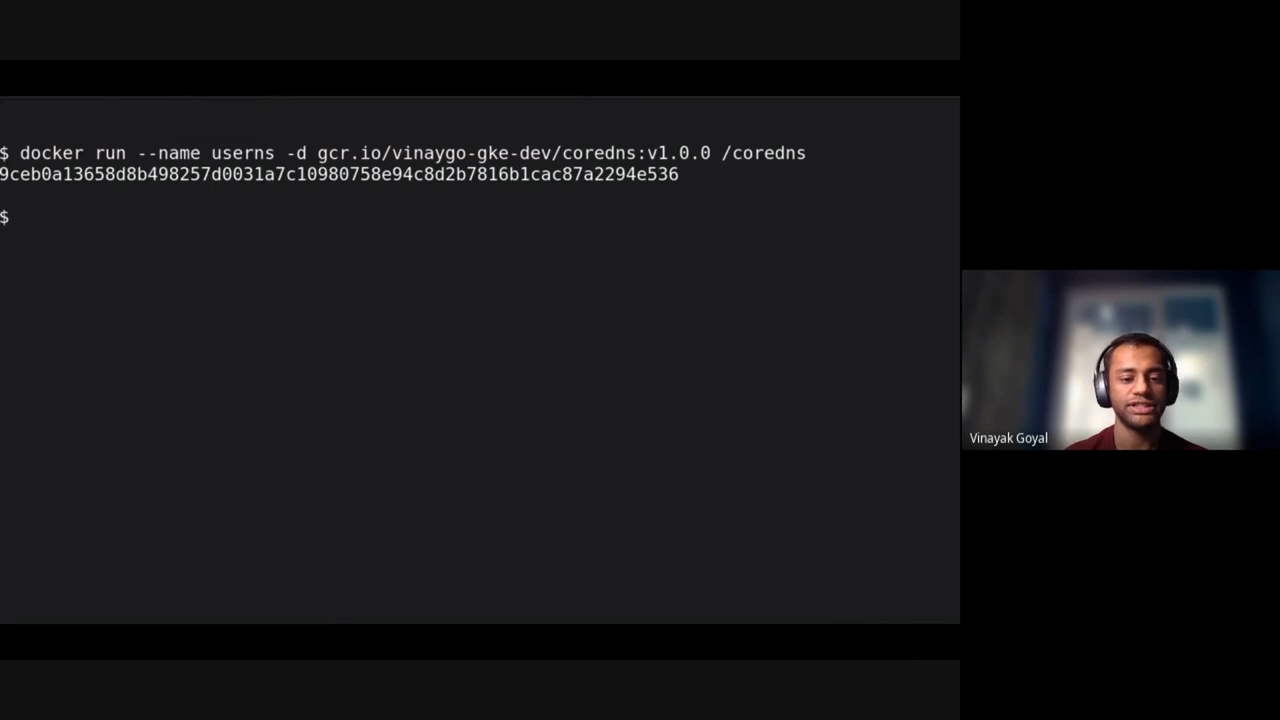 $ docker run --name userns -d gcr.io/vinaygo-gke-dev/coredns:v1.0.0 /coredns
9ceb0a13658d8b498257d0031a7c10980758e94c8d2b7816b1cac87a2294e536
$
Vinayak Goyal